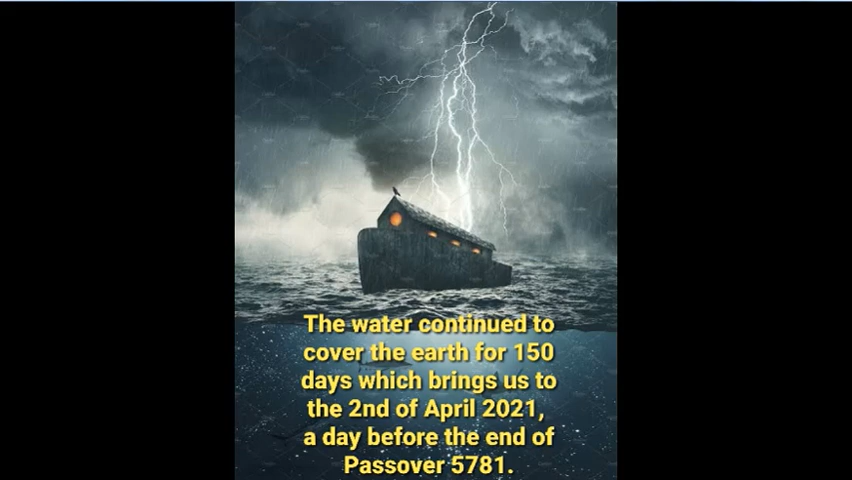 The water continued to
cover the earth for 150
days which brings us to
the 2nd of April 2021,
a day before the end of
Passover 5781.